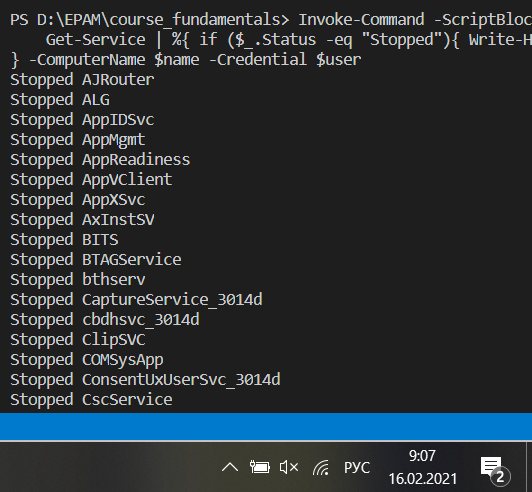 PS D:\EPAM\course_fundamentals> Invoke-Command -ScriptBloc
Get-Service | %{ if ($_.Status -eq "Stopped"){ Write-H
} -ComputerName $name -Credential $user
Stopped AJRouter
Stopped ALG
Stopped AppIDSvc
Stopped AppMgmt
Stopped AppReadiness
Stopped AppVClient
Stopped AppXSvc
Stopped AxInstSV
Stopped BITS
Stopped BTAGService
Stopped bthserv
Stopped CaptureService_3014d
Stopped cbdhsvc_3014d
Stopped ClipSVC
Stopped COMSysApp
Stopped ConsentUxUserSvc_3014d
Stopped CscService
РУС
9:07
16.02.2021
2